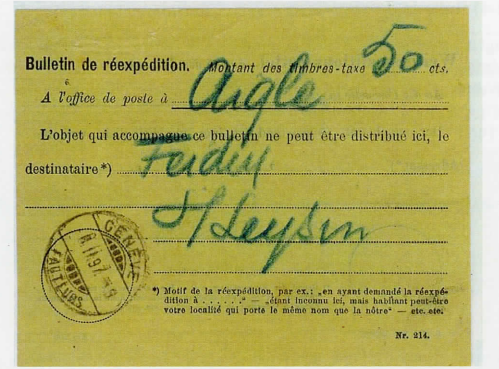 Bulletin de réexpédition. Montant des timbres-taxe 50 cts.
A l'office de poste à Aigle
L'objet qui accompagne ce bulletin ne peut être distribué ici, le
destinataire*)
s/Leysin
GENÈVE
*) Motif de la réexpédition, par ex.: „en ayant demandé la réexpé-
dition à . . . . . .“ — „étant inconnu ici, mais habitant peut-être
votre localité qui porte le même nom que la nôtre“ — etc. etc.
Nr. 214.